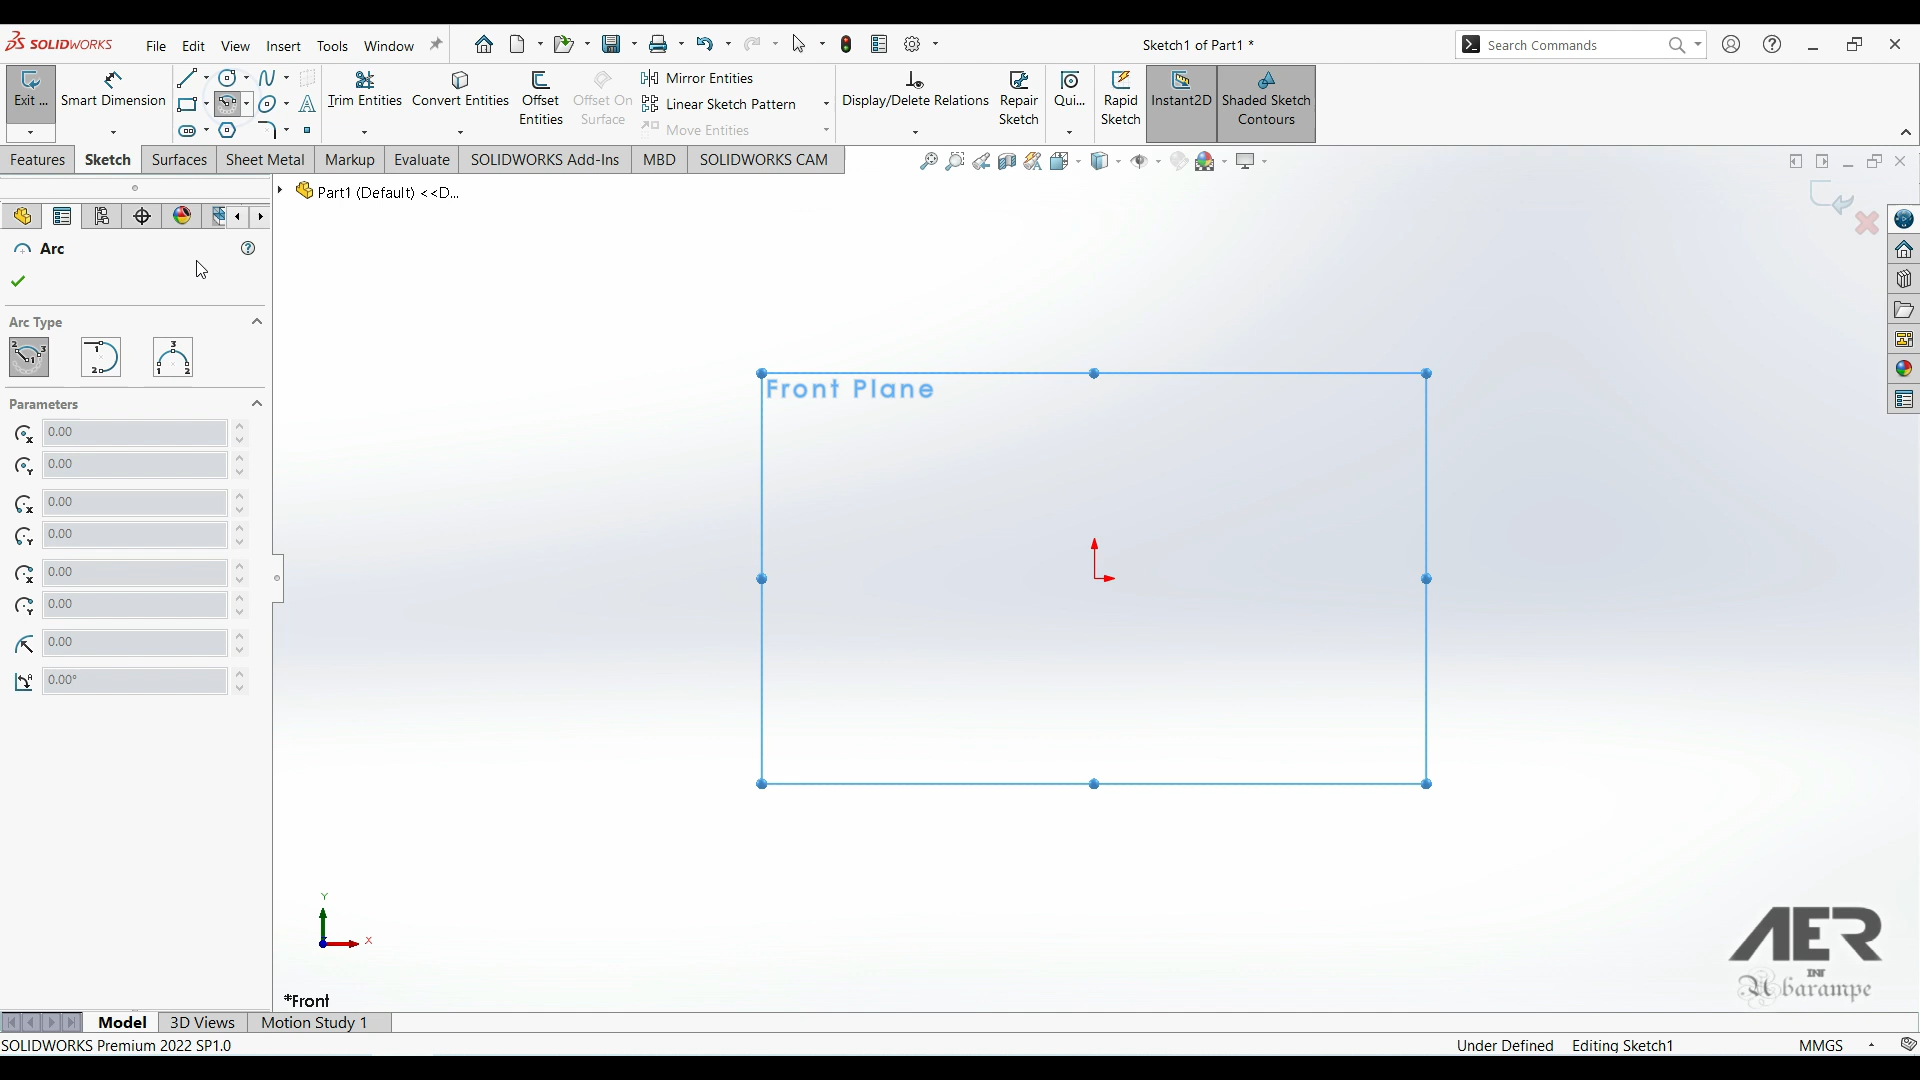 SOLIDWORKS File Edit View Insert Tools Window Sketch1 of Part1 * Search Commands
Exit ... Smart Dimension Trim Entities Convert Entities Offset Entities Offset On Surface Mirror Entities Linear Sketch Pattern Move Entities Display/Delete Relations Repair Sketch Qui... Rapid Sketch Instant2D Shaded Sketch Contours
Features Sketch Surfaces Sheet Metal Markup Evaluate SOLIDWORKS Add-Ins MBD SOLIDWORKS CAM
Part1 (Default) <<D...
Arc
Arc Type
Parameters
0.00
0.00
0.00
0.00
0.00
0.00
0.00
0.00°
Front Plane
Y
X
*Front
AER
INT
Abarampe
Model 3D Views Motion Study 1
SOLIDWORKS Premium 2022 SP1.0 Under Defined Editing Sketch1 MMGS